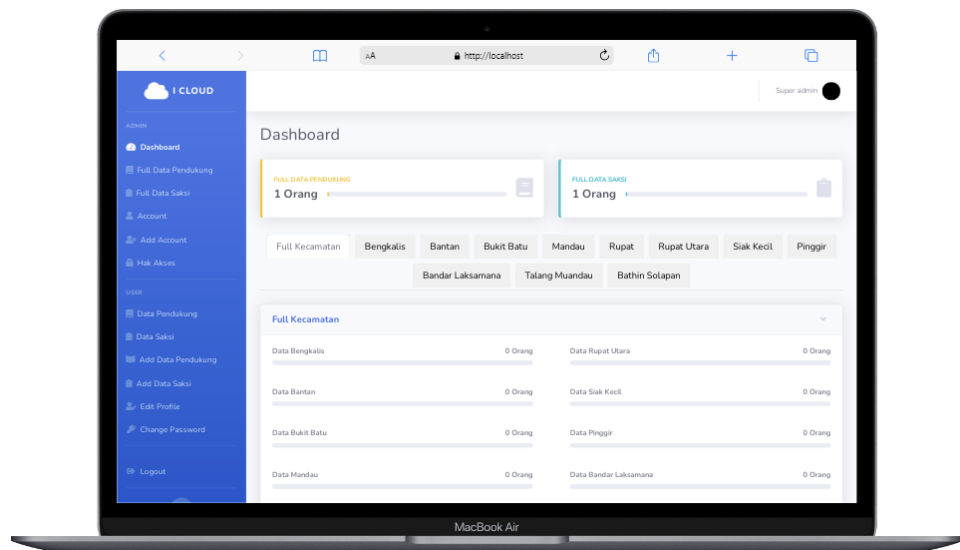 AA http://localhost
I CLOUD
Super admin
ADMIN
Dashboard
Full Data Pendukung
Full Data Saksi
Account
Add Account
Hak Akses
USER
Data Pendukung
Data Saksi
Add Data Pendukung
Add Data Saksi
Edit Profile
Change Password
Logout
Dashboard
FULL DATA PENDUKUNG
1 Orang
FULL DATA SAKSI
1 Orang
Full Kecamatan Bengkalis Bantan Bukit Batu Mandau Rupat Rupat Utara Siak Kecil Pinggir
Bandar Laksamana Talang Muandau Bathin Solapan
Full Kecamatan
Data Bengkalis 0 Orang Data Rupat Utara 0 Orang
Data Bantan 0 Orang Data Siak Kecil 0 Orang
Data Bukit Batu 0 Orang Data Pinggir 0 Orang
Data Mandau 0 Orang Data Bandar Laksamana 0 Orang
MacBook Air